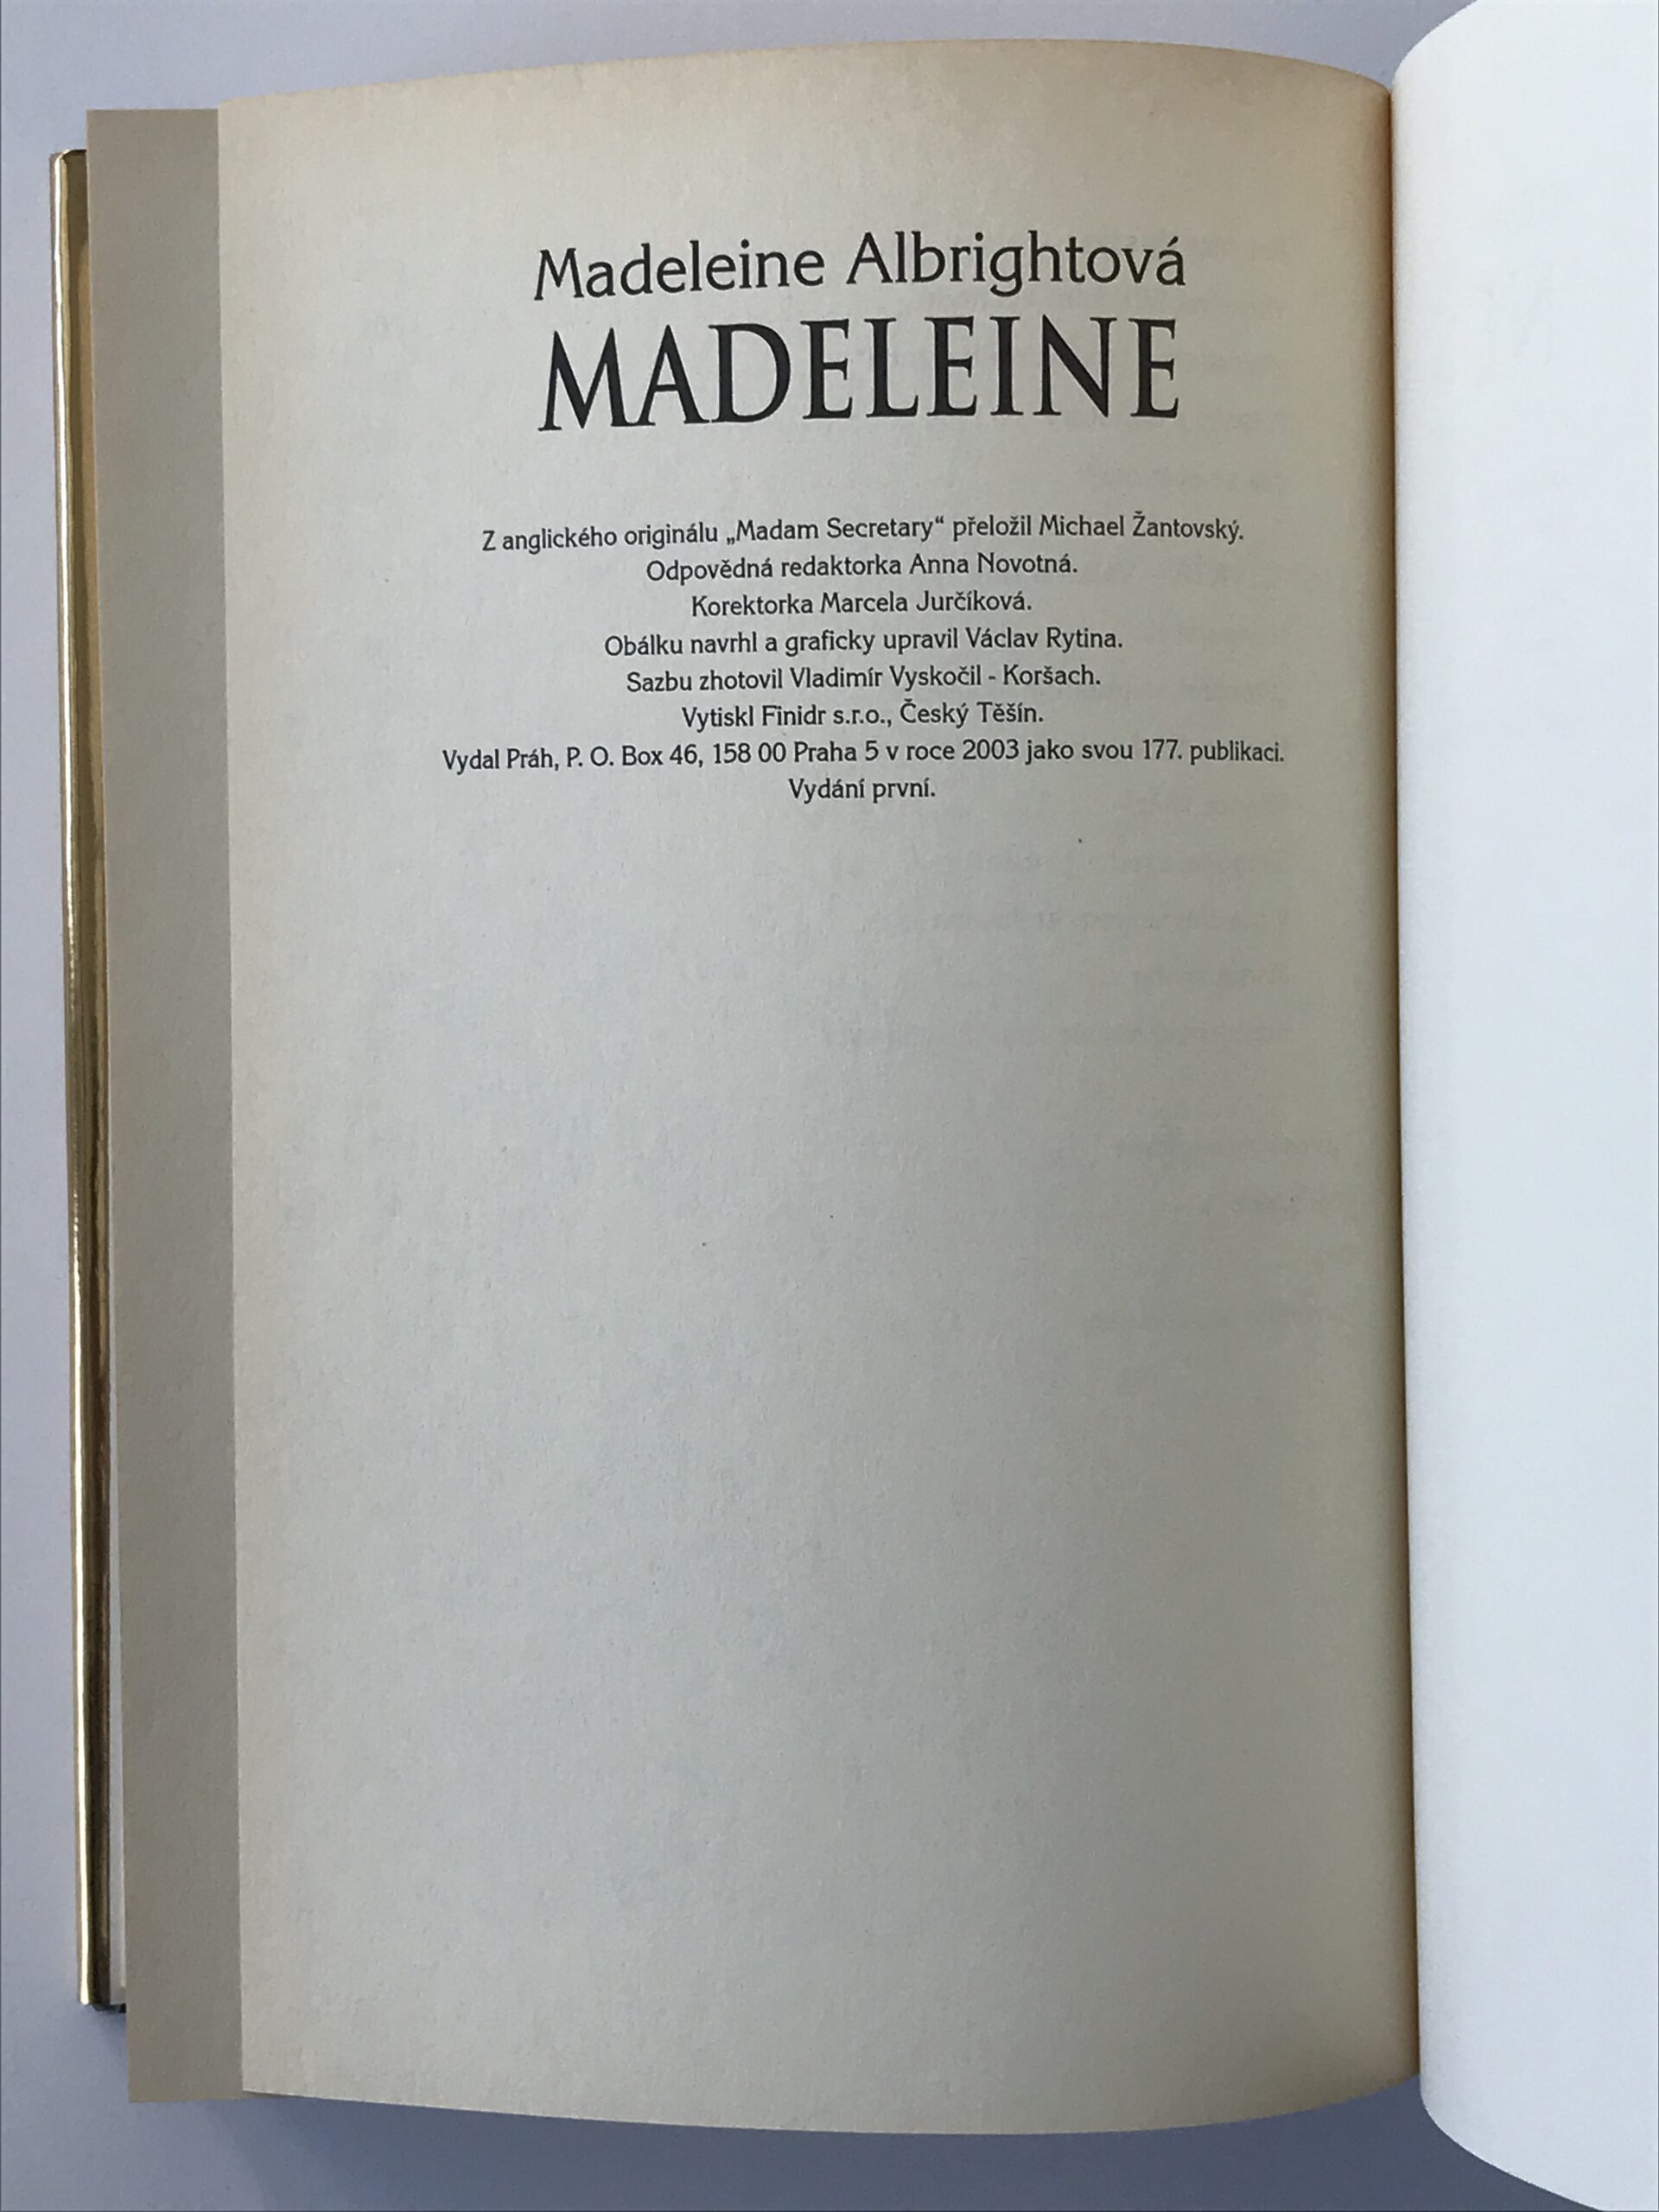 Madeleine Albrightová
MADELEINE
Z anglického originálu „Madam Secretary“ přeložil Michael Žantovský.
Odpovědná redaktorka Anna Novotná.
Korektorka Marcela Jurčíková.
Obálku navrhl a graficky upravil Václav Rytina.
Sazbu zhotovil Vladimír Vyskočil - Koršach.
Vytiskl Finidr s.r.o., Český Těšín.
Vydal Práh, P. O. Box 46, 158 00 Praha 5 v roce 2003 jako svou 177. publikaci.
Vydání první.